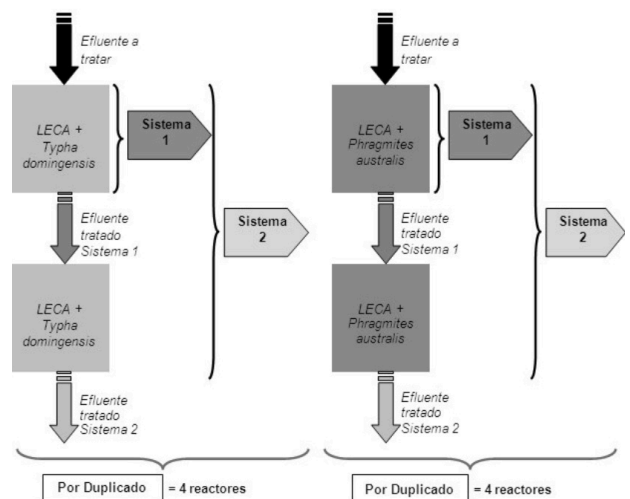 Efluente a
tratar
LECA +
Typha
domingensis
Sistema
1
Efluente
tratado
Sistema 1
Sistema
2
LECA +
Typha
domingensis
Efluente
tratado
Sistema 2
Por Duplicado = 4 reactores
Efluente a
tratar
LECA +
Phragmites
australis
Sistema
1
Efluente
tratado
Sistema 1
Sistema
2
LECA +
Phragmites
australis
Efluente
tratado
Sistema 2
Por Duplicado = 4 reactores